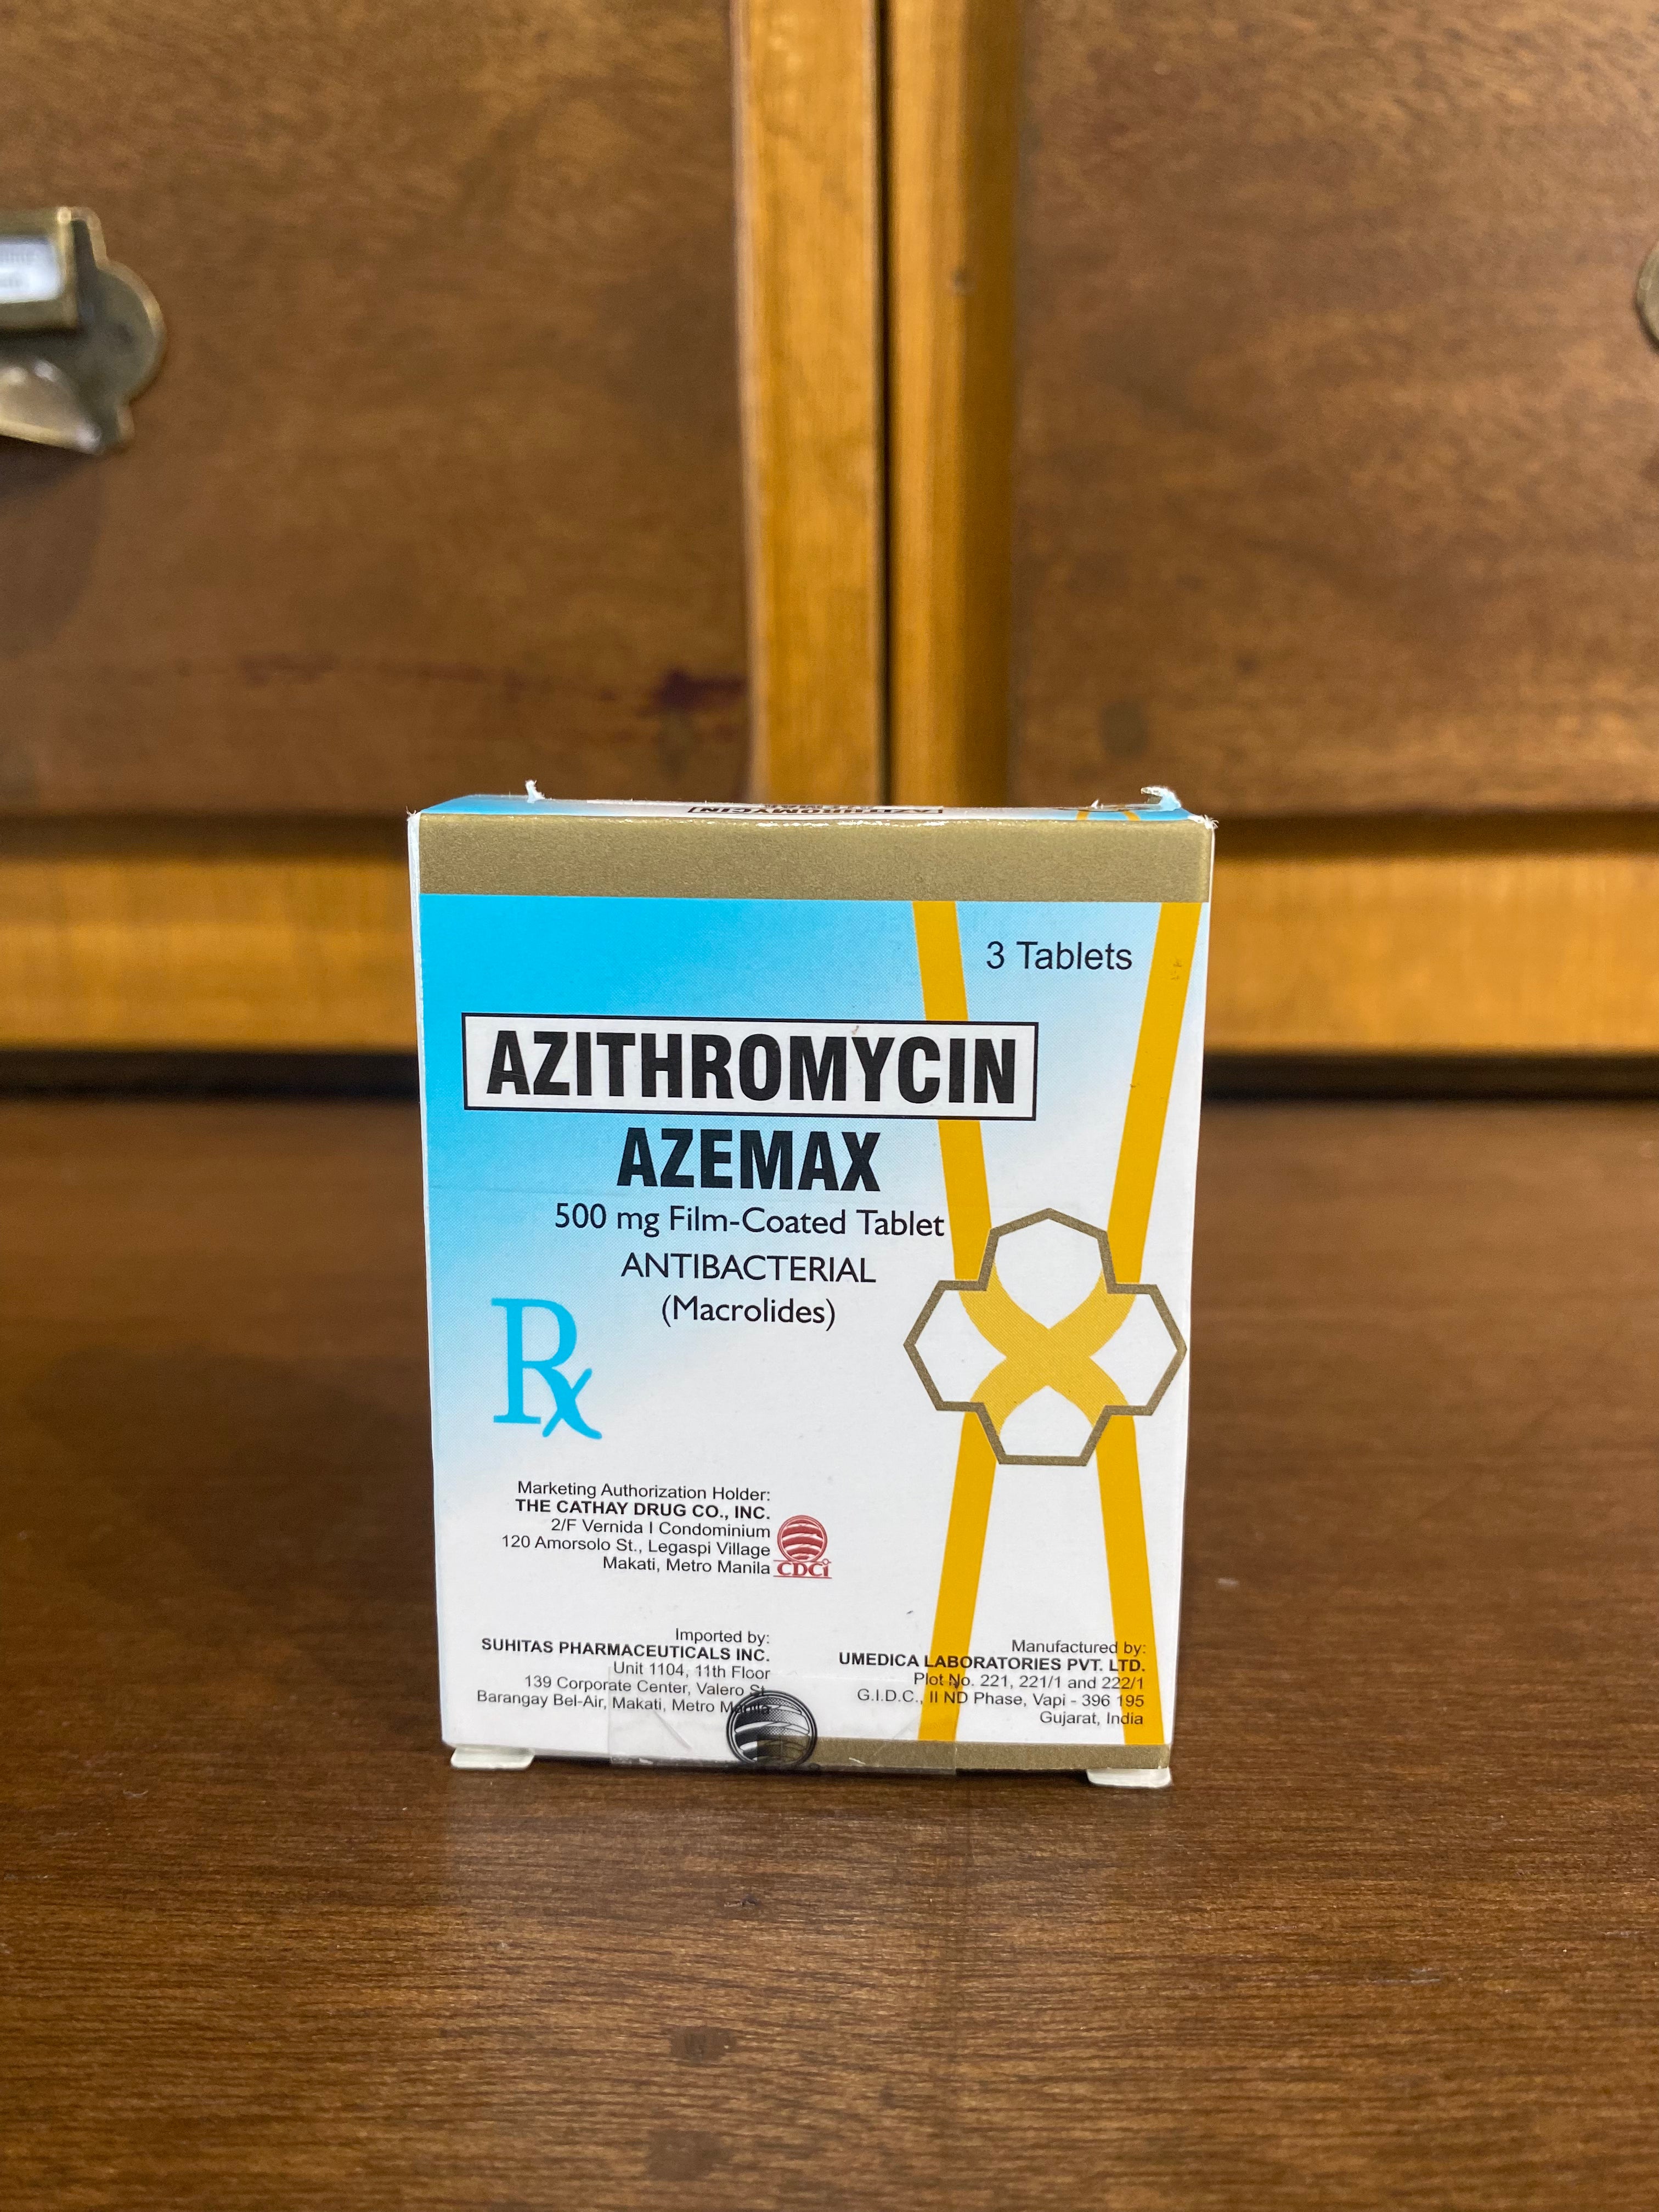 AZITHROMYCIN
3 Tablets
AZITHROMYCIN
AZEMAX
500 mg Film-Coated Tablet
ANTIBACTERIAL
(Macrolides)
Rx
Marketing Authorization Holder:
THE CATHAY DRUG CO., INC.
2/F Vernida I Condominium
120 Amorsolo St., Legaspi Village
Makati, Metro Manila
CDCi
Imported by:
SUHITAS PHARMACEUTICALS INC.
Unit 1104, 11th Floor
139 Corporate Center, Valero St.
Barangay Bel-Air, Makati, Metro Manila
Manufactured by:
UMEDICA LABORATORIES PVT. LTD.
Plot No. 221, 221/1 and 222/1
G.I.D.C., II ND Phase, Vapi - 396 195
Gujarat, India